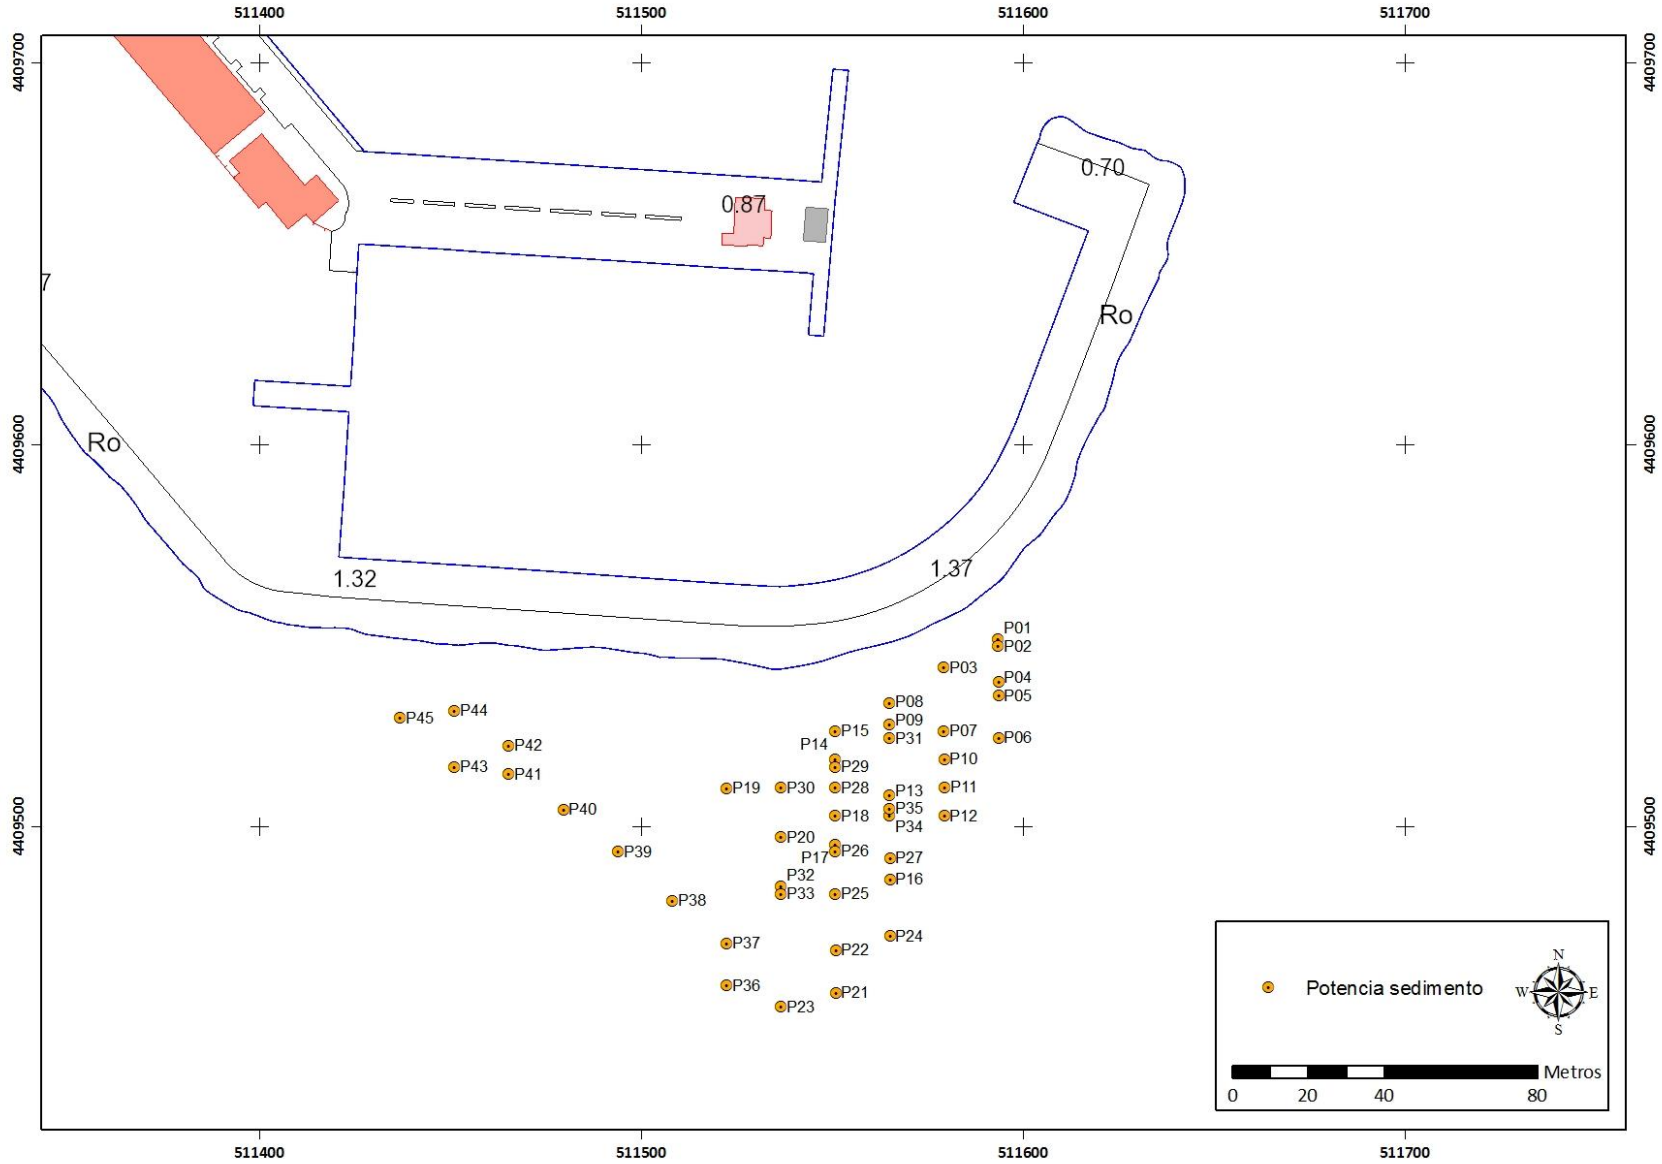 511400 511500 511600 511700
4409700 4409700
0.70
0.87
7
Ro
4409600 4409600
Ro
1.37
1.32
P01
P02
P03
P04
P05
P08
P45 P44
P09
P15 P31 P07 P06
P42
P14
P10
P43 P41 P29
P19 P30 P28 P13 P11
P40 P18 P35 P12
4409500 4409500
P34
P20
P39 P17 P26 P27
P32 P16
P33 P25
P38
P37 P22 P24
P36 P21
P23
N
W E
S
Potencia sedimento
Metros
0 20 40 80
511400 511500 511600 511700